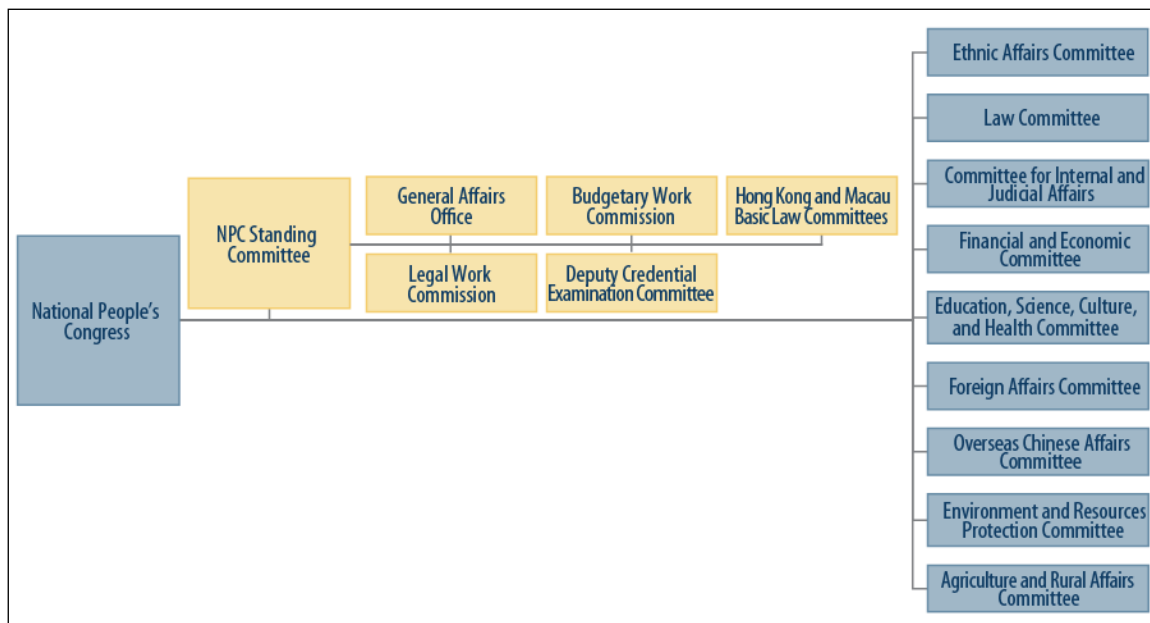 National People's
Congress
NPC Standing
Committee
General Affairs
Office
Legal Work
Commission
Budgetary Work
Commission
Deputy Credential
Examination Committee
Hong Kong and Macau
Basic Law Committees
Ethnic Affairs Committee
Law Committee
Committee for Internal and
Judicial Affairs
Financial and Economic
Committee
Education, Science, Culture,
and Health Committee
Foreign Affairs Committee
Overseas Chinese Affairs
Committee
Environment and Resources
Protection Committee
Agriculture and Rural Affairs
Committee